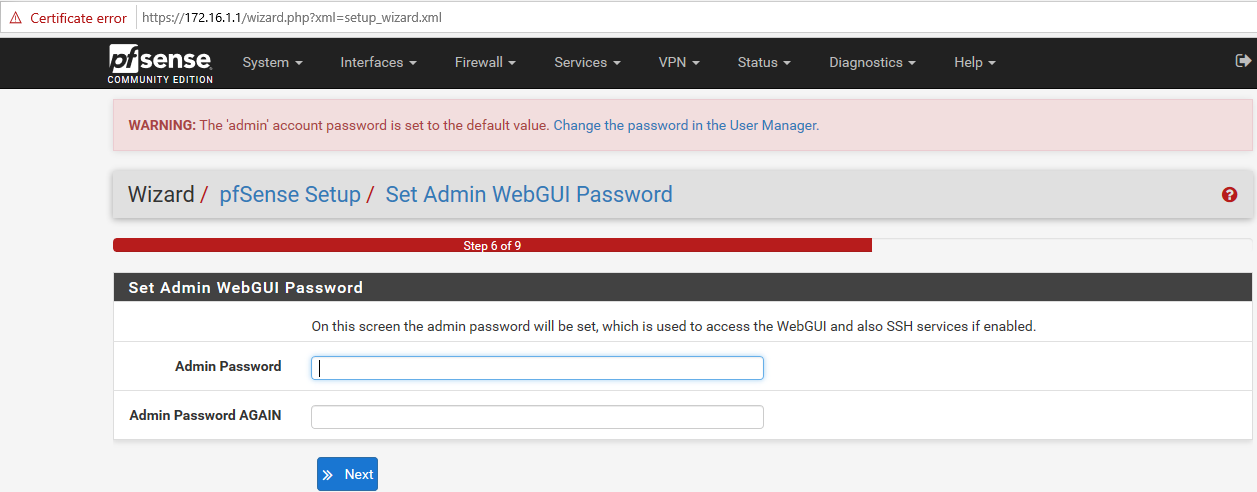 Certificate error https://172.16.1.1/wizard.php?xml=setup_wizard.xml
pfsense
COMMUNITY EDITION
System Interfaces Firewall Services VPN Status Diagnostics Help
WARNING: The 'admin' account password is set to the default value. Change the password in the User Manager.
Wizard / pfSense Setup / Set Admin WebGUI Password
Step 6 of 9
Set Admin WebGUI Password
On this screen the admin password will be set, which is used to access the WebGUI and also SSH services if enabled.
Admin Password
Admin Password AGAIN
Next